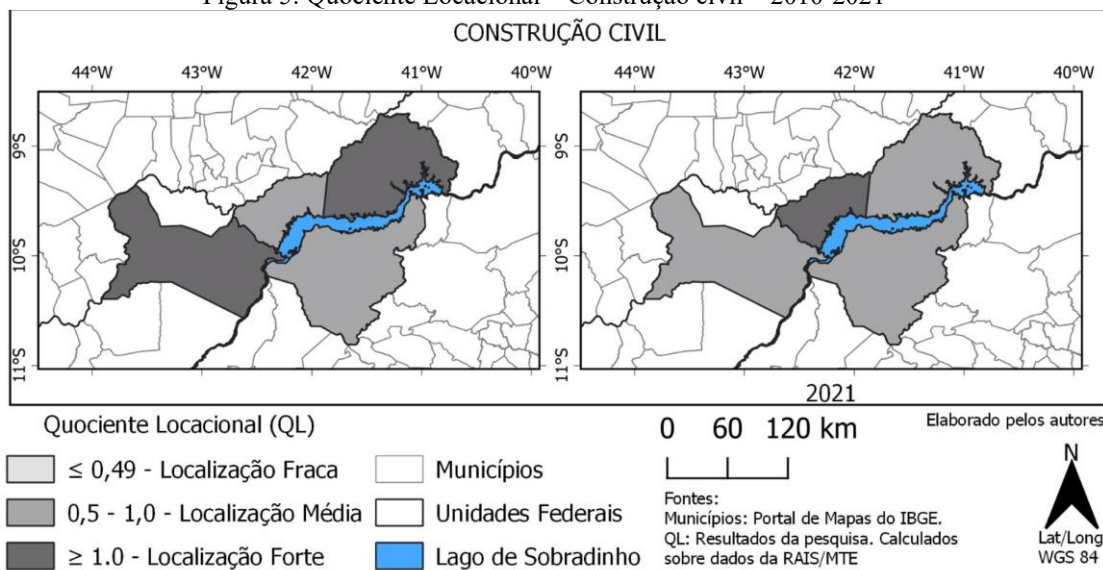 Figura 5: Quociente Locacional – Construção civil – 2010-2021
CONSTRUÇÃO CIVIL
44°W 43°W 42°W 41°W 40°W 44°W 43°W 42°W 41°W 40°W
9°S 9°S
10°S 10°S
11°S 11°S
2021
Quociente Locacional (QL)
≤ 0,49 - Localização Fraca
0,5 - 1,0 - Localização Média
≥ 1.0 - Localização Forte
Municípios
Unidades Federais
Lago de Sobradinho
0 60 120 km
Fontes:
Municípios: Portal de Mapas do IBGE.
QL: Resultados da pesquisa. Calculados
sobre dados da RAIS/MTE
Elaborado pelos autores
N
Lat/Long
WGS 84